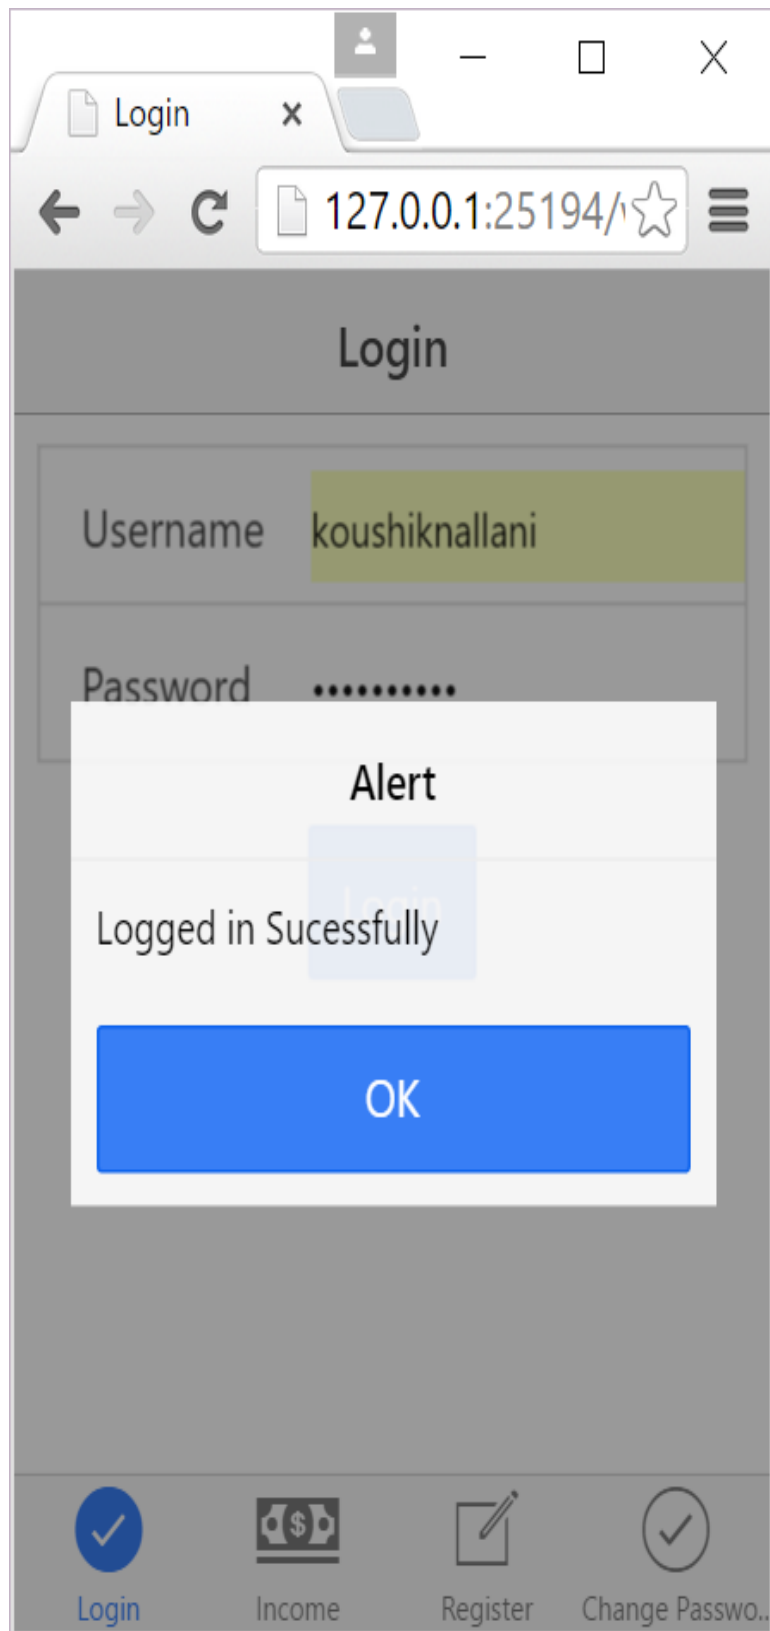 Login
127.0.0.1:25194/
Login
Username koushiknallani
Password ••••••••••
Alert
Login
Logged in Sucessfully
OK
Login Income Register Change Passwo..